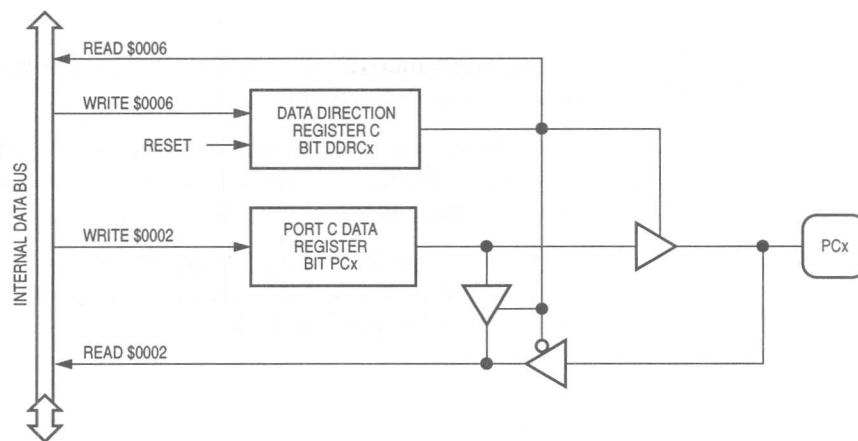 READ $0006
WRITE $0006
DATA DIRECTION
REGISTER C
BIT DDRCx
RESET
INTERNAL DATA BUS
WRITE $0002
PORT C DATA
REGISTER
BIT PCx
PCx
READ $0002